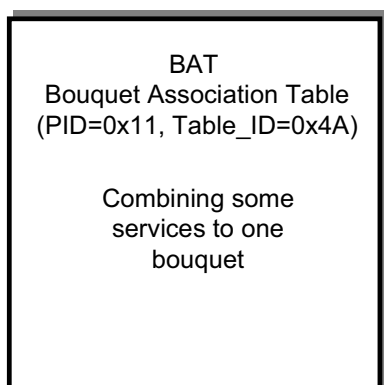 BAT
Bouquet Association Table
(PID=0x11, Table_ID=0x4A)
Combining some
services to one
bouquet